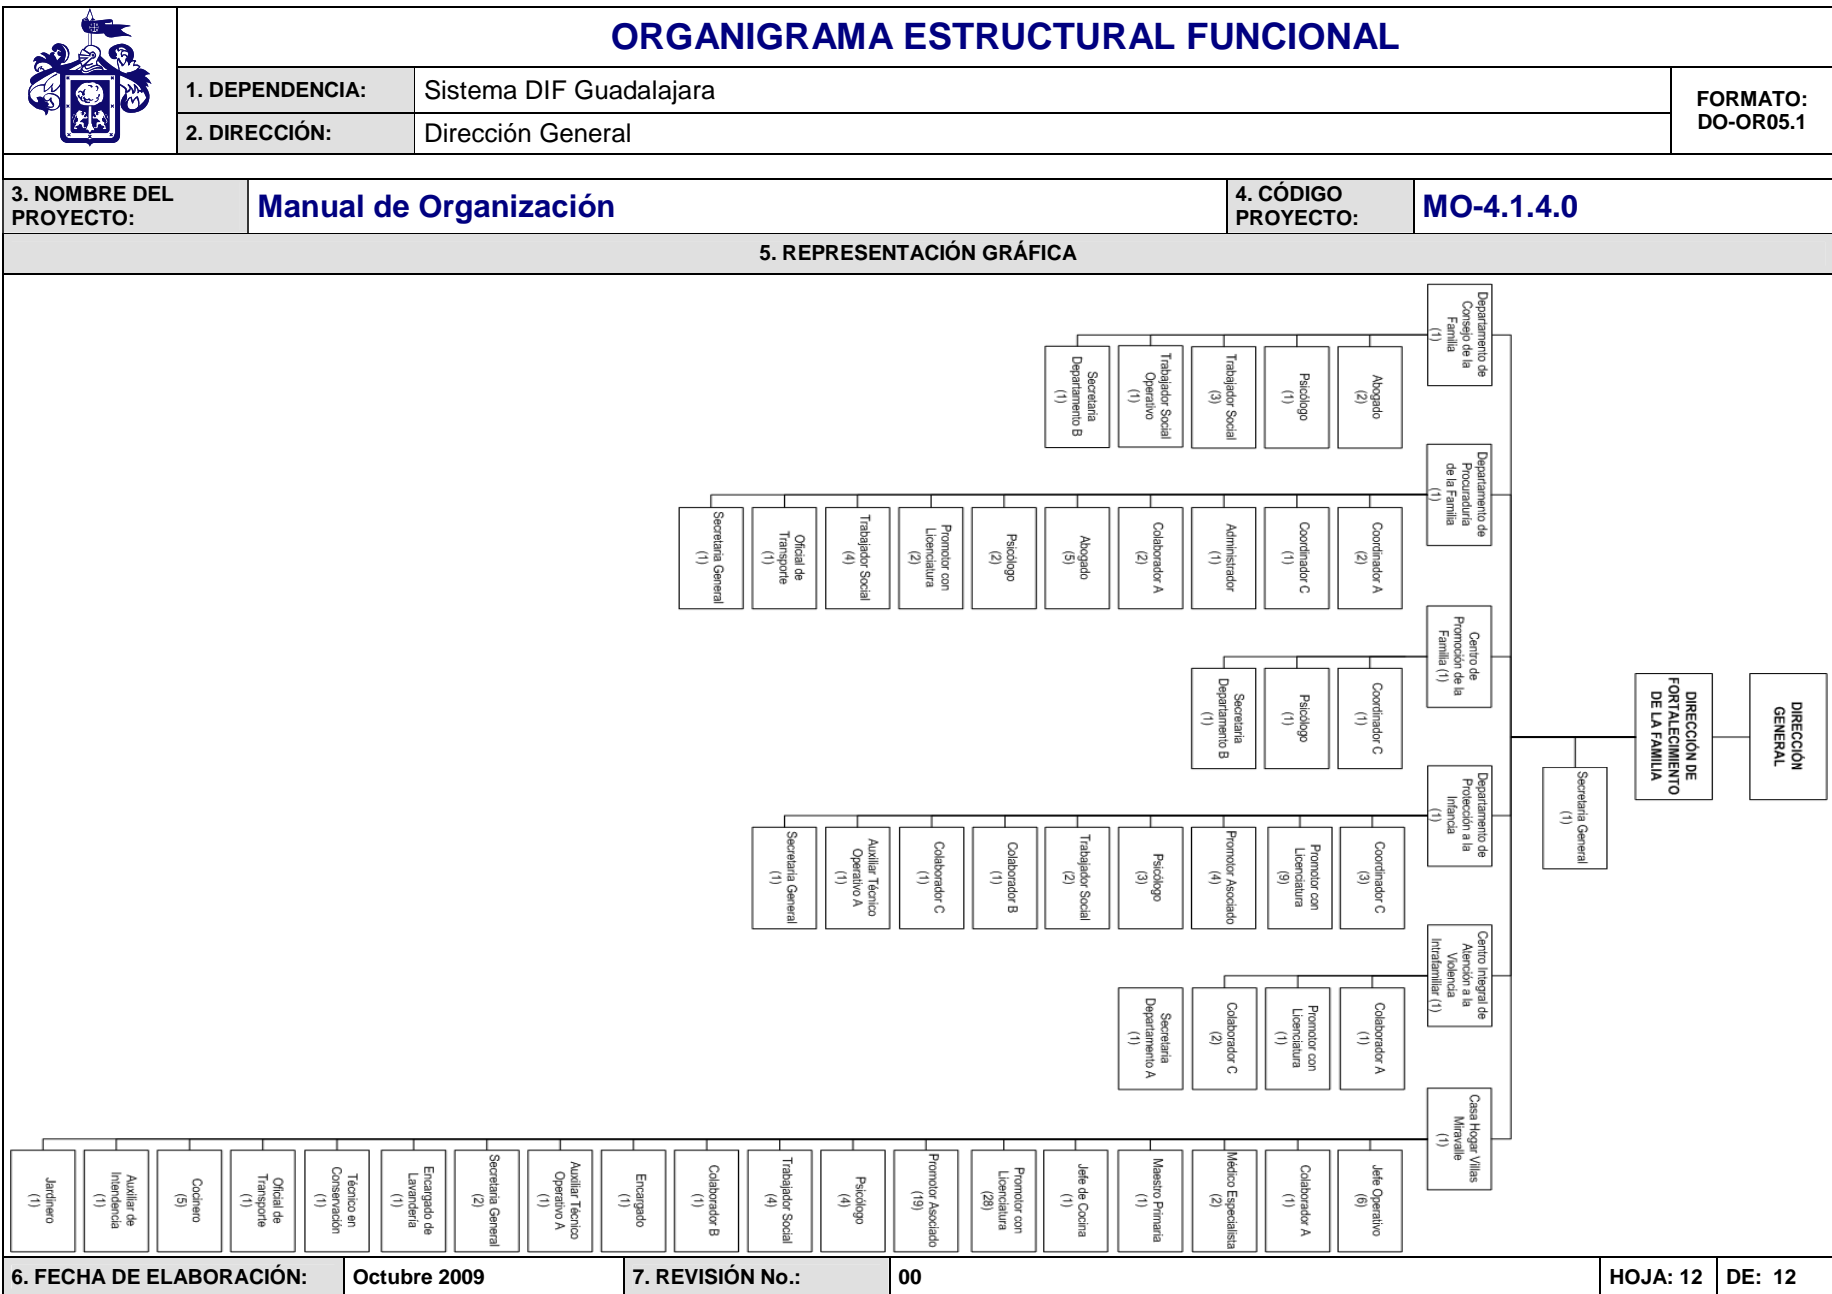 ORGANIGRAMA ESTRUCTURAL FUNCIONAL
1. DEPENDENCIA:
Sistema DIF Guadalajara
2. DIRECCIÓN:
Dirección General
FORMATO:
DO-OR05.1
3. NOMBRE DEL
PROYECTO:
Manual de Organización
4. CÓDIGO
PROYECTO:
MO-4.1.4.0
5. REPRESENTACIÓN GRÁFICA
DIRECCIÓN
GENERAL
DIRECCIÓN DE
FORTALECIMIENTO
DE LA FAMILIA
Secretaria General
(1)
Departamento de
Consejo de la
Familia
(1)
Abogado
(2)
Psicólogo
(1)
Trabajador Social
(3)
Trabajador Social
Operativo
(1)
Secretaria
Departamento B
(1)
Departamento de
Procuraduría
de la Familia
(1)
Coordinador A
(2)
Coordinador C
(1)
Administrador
(1)
Colaborador A
(2)
Abogado
(5)
Psicólogo
(2)
Promotor con
Licenciatura
(2)
Trabajador Social
(4)
Oficial de
Transporte
(1)
Secretaria General
(1)
Centro de
Promoción de la
Familia (1)
Coordinador C
(1)
Psicólogo
(1)
Secretaria
Departamento B
(1)
Departamento de
Protección a la
Infancia
(1)
Coordinador C
(3)
Promotor con
Licenciatura
(9)
Promotor Asociado
(4)
Psicólogo
(3)
Trabajador Social
(2)
Colaborador B
(1)
Colaborador C
(1)
Auxiliar Técnico
Operativo A
(1)
Secretaria General
(1)
Centro Integral de
Atención a la
Violencia
Intrafamiliar (1)
Colaborador A
(1)
Promotor con
Licenciatura
(1)
Colaborador C
(2)
Secretaria
Departamento A
(1)
Casa Hogar Villas
Miravalle
(1)
Jefe Operativo
(6)
Colaborador A
(1)
Médico Especialista
(2)
Maestro Primaria
(1)
Jefe de Cocina
(1)
Promotor con
Licenciatura
(28)
Promotor Asociado
(19)
Psicólogo
(4)
Trabajador Social
(4)
Colaborador B
(1)
Encargado
(1)
Auxiliar Técnico
Operativo A
(1)
Secretaria General
(2)
Encargado de
Lavandería
(1)
Técnico en
Conservación
(1)
Oficial de
Transporte
(1)
Cocinero
(5)
Auxiliar de
Intendencia
(1)
Jardinero
(1)
6. FECHA DE ELABORACIÓN:
Octubre 2009
7. REVISIÓN No.:
00
HOJA: 12
DE: 12